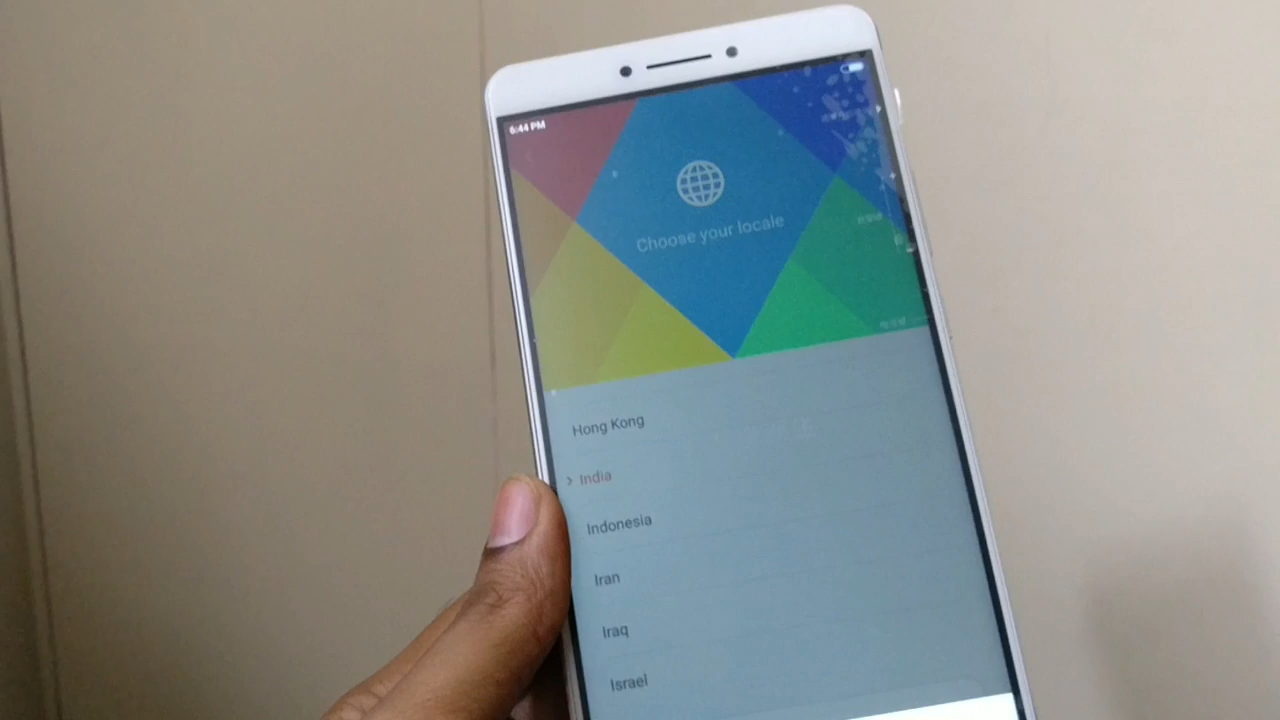 6:44 PM
Choose your locale
Hong Kong
> India
Indonesia
Iran
Iraq
Israel